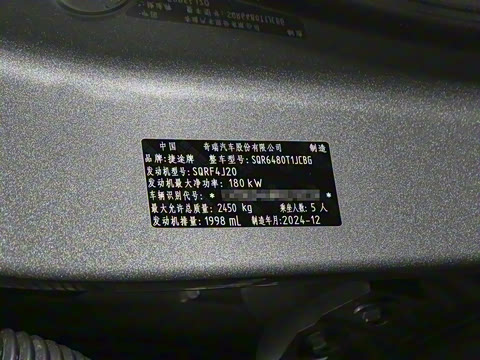 中国 奇瑞汽车股份有限公司 制造
品牌:捷途牌 整车型号:SQR6480T1JCBG
发动机型号:SQRF4J20
发动机最大净功率:180 kW
车辆识别代号: * *
最大允许总质量:2450 kg 乘坐人数:5 人
发动机排量:1998 mL 制造年月:2024-12